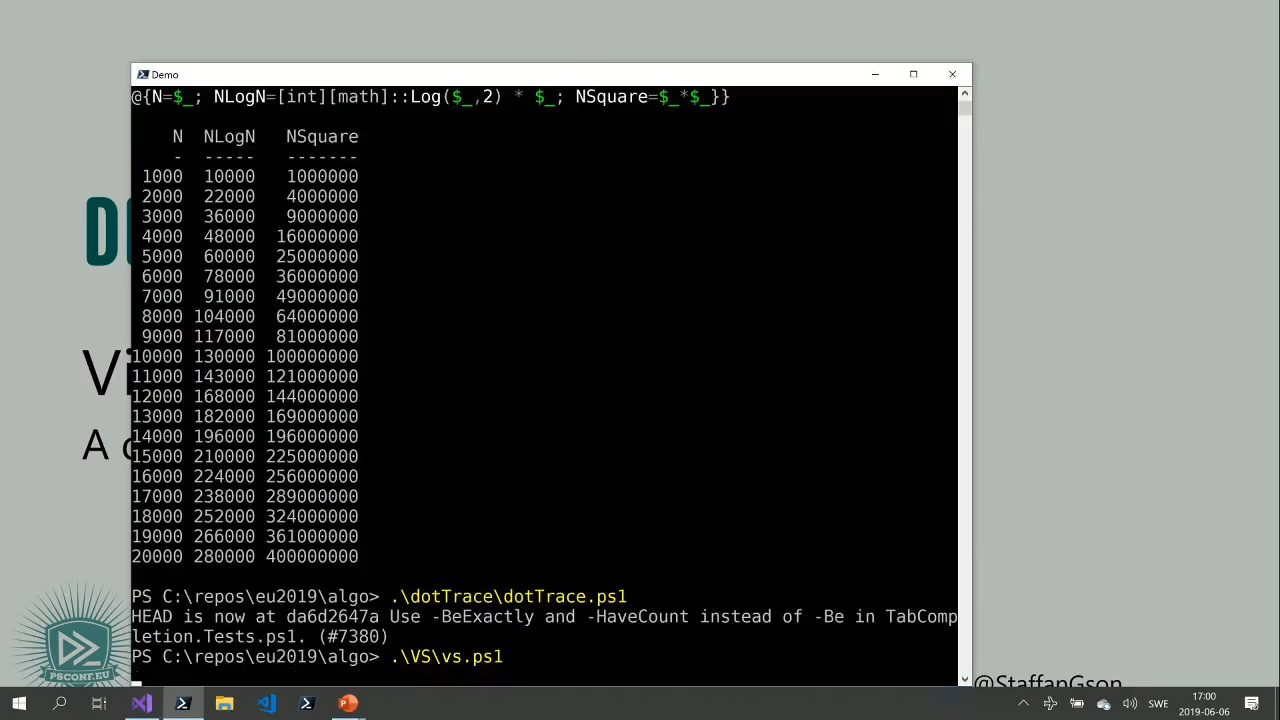 Demo
@{N=$_; NLogN=[int][math]::Log($_,2) * $_; NSquare=$_*$_}}
N NLogN NSquare
- ----- -------
1000 10000 1000000
2000 22000 4000000
3000 36000 9000000
4000 48000 16000000
5000 60000 25000000
6000 78000 36000000
7000 91000 49000000
8000 104000 64000000
9000 117000 81000000
10000 130000 100000000
11000 143000 121000000
12000 168000 144000000
13000 182000 169000000
14000 196000 196000000
15000 210000 225000000
16000 224000 256000000
17000 238000 289000000
18000 252000 324000000
19000 266000 361000000
20000 280000 400000000
PS C:\repos\eu2019\algo> .\dotTrace\dotTrace.ps1
HEAD is now at da6d2647a Use -BeExactly and -HaveCount instead of -Be in TabComp
letion.Tests.ps1. (#7380)
PS C:\repos\eu2019\algo> .\VS\vs.ps1
D
Vi
A
PSCONF.EU
@StaffanGson
SWE
17:00
2019-06-06